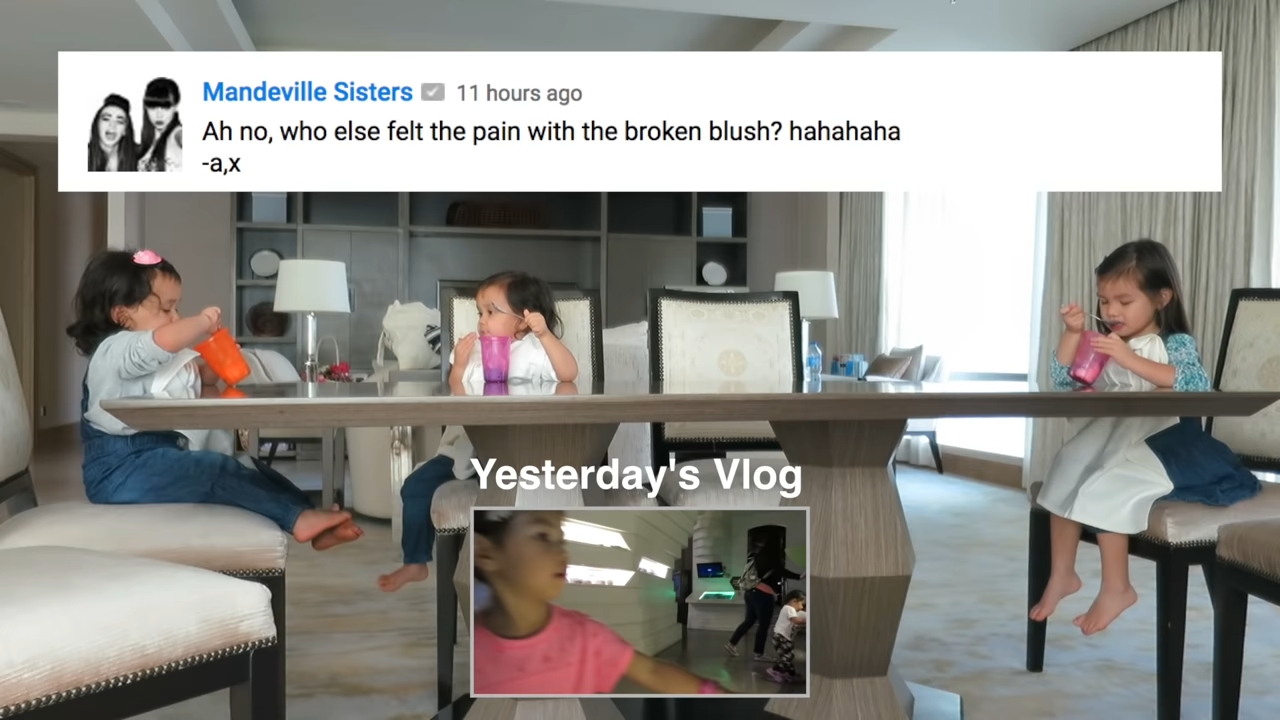 Mandeville Sisters 11 hours ago
Ah no, who else felt the pain with the broken blush? hahahaha
-a,x
Yesterday's Vlog